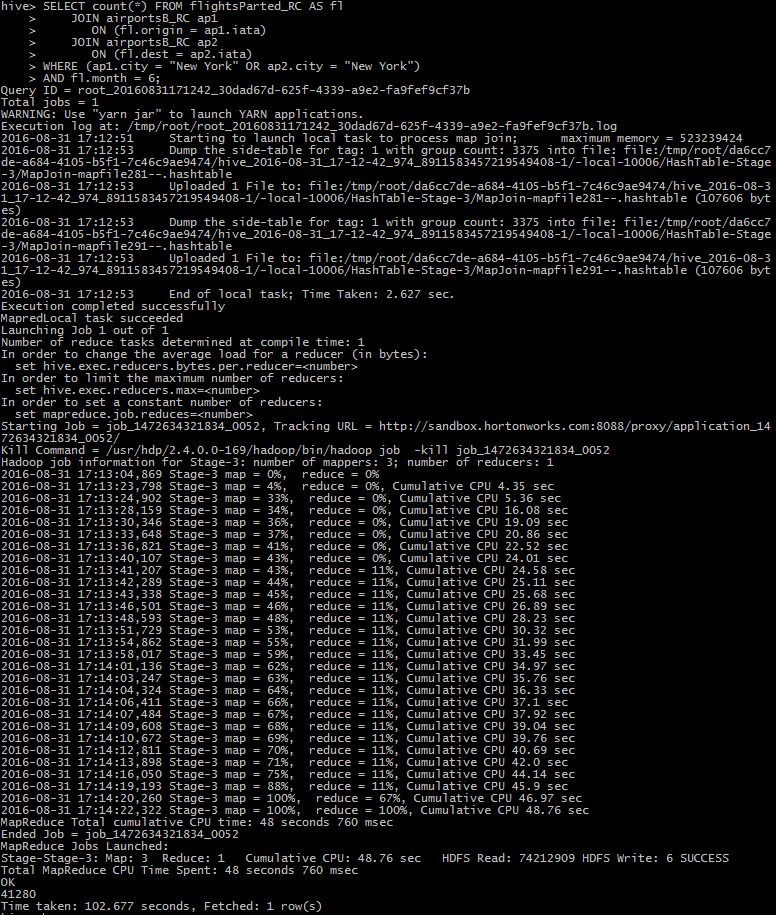 hive> SELECT count(*) FROM flightsParted_RC AS fl
    >      JOIN airportsB_RC ap1
    >         ON (fl.origin = ap1.iata)
    >      JOIN airportsB_RC ap2
    >         ON (fl.dest = ap2.iata)
    > WHERE (ap1.city = "New York" OR ap2.city = "New York")
    > AND fl.month = 6;
Query ID = root_20160831171242_30dad67d-625f-4339-a9e2-fa9fef9cf37b
Total jobs = 1
WARNING: Use "yarn jar" to launch YARN applications.
Execution log at: /tmp/root/root_20160831171242_30dad67d-625f-4339-a9e2-fa9fef9cf37b.log
2016-08-31 17:12:51     Starting to launch local task to process map join;      maximum memory = 523239424
2016-08-31 17:12:53     Dump the side-table for tag: 1 with group count: 3375 into file: file:/tmp/root/da6cc7
de-a684-4105-b5f1-7c46c9ae9474/hive_2016-08-31_17-12-42_974_8911583457219549408-1/-local-10006/HashTable-Stage
-3/MapJoin-mapfile281--.hashtable
2016-08-31 17:12:53     Uploaded 1 File to: file:/tmp/root/da6cc7de-a684-4105-b5f1-7c46c9ae9474/hive_2016-08-3
1_17-12-42_974_8911583457219549408-1/-local-10006/HashTable-Stage-3/MapJoin-mapfile281--.hashtable (107606 byt
es)
2016-08-31 17:12:53     Dump the side-table for tag: 1 with group count: 3375 into file: file:/tmp/root/da6cc7
de-a684-4105-b5f1-7c46c9ae9474/hive_2016-08-31_17-12-42_974_8911583457219549408-1/-local-10006/HashTable-Stage
-3/MapJoin-mapfile291--.hashtable
2016-08-31 17:12:53     Uploaded 1 File to: file:/tmp/root/da6cc7de-a684-4105-b5f1-7c46c9ae9474/hive_2016-08-3
1_17-12-42_974_8911583457219549408-1/-local-10006/HashTable-Stage-3/MapJoin-mapfile291--.hashtable (107606 byt
es)
2016-08-31 17:12:53     End of local task; Time Taken: 2.627 sec.
Execution completed successfully
MapredLocal task succeeded
Launching Job 1 out of 1
Number of reduce tasks determined at compile time: 1
In order to change the average load for a reducer (in bytes):
  set hive.exec.reducers.bytes.per.reducer=<number>
In order to limit the maximum number of reducers:
  set hive.exec.reducers.max=<number>
In order to set a constant number of reducers:
  set mapreduce.job.reduces=<number>
Starting Job = job_1472634321834_0052, Tracking URL = http://sandbox.hortonworks.com:8088/proxy/application_14
72634321834_0052/
Kill Command = /usr/hdp/2.4.0.0-169/hadoop/bin/hadoop job  -kill job_1472634321834_0052
Hadoop job information for Stage-3: number of mappers: 3; number of reducers: 1
2016-08-31 17:13:04,869 Stage-3 map = 0%,  reduce = 0%
2016-08-31 17:13:23,798 Stage-3 map = 4%,  reduce = 0%, Cumulative CPU 4.35 sec
2016-08-31 17:13:24,902 Stage-3 map = 33%,  reduce = 0%, Cumulative CPU 5.36 sec
2016-08-31 17:13:28,159 Stage-3 map = 34%,  reduce = 0%, Cumulative CPU 16.08 sec
2016-08-31 17:13:30,346 Stage-3 map = 36%,  reduce = 0%, Cumulative CPU 19.09 sec
2016-08-31 17:13:33,648 Stage-3 map = 37%,  reduce = 0%, Cumulative CPU 20.86 sec
2016-08-31 17:13:36,821 Stage-3 map = 41%,  reduce = 0%, Cumulative CPU 22.52 sec
2016-08-31 17:13:40,107 Stage-3 map = 43%,  reduce = 0%, Cumulative CPU 24.01 sec
2016-08-31 17:13:41,207 Stage-3 map = 43%,  reduce = 11%, Cumulative CPU 24.58 sec
2016-08-31 17:13:42,289 Stage-3 map = 44%,  reduce = 11%, Cumulative CPU 25.11 sec
2016-08-31 17:13:43,338 Stage-3 map = 45%,  reduce = 11%, Cumulative CPU 25.68 sec
2016-08-31 17:13:46,501 Stage-3 map = 46%,  reduce = 11%, Cumulative CPU 26.89 sec
2016-08-31 17:13:48,593 Stage-3 map = 48%,  reduce = 11%, Cumulative CPU 28.23 sec
2016-08-31 17:13:51,729 Stage-3 map = 53%,  reduce = 11%, Cumulative CPU 30.32 sec
2016-08-31 17:13:54,862 Stage-3 map = 55%,  reduce = 11%, Cumulative CPU 31.99 sec
2016-08-31 17:13:58,017 Stage-3 map = 59%,  reduce = 11%, Cumulative CPU 33.45 sec
2016-08-31 17:14:01,136 Stage-3 map = 62%,  reduce = 11%, Cumulative CPU 34.97 sec
2016-08-31 17:14:03,247 Stage-3 map = 63%,  reduce = 11%, Cumulative CPU 35.76 sec
2016-08-31 17:14:04,324 Stage-3 map = 64%,  reduce = 11%, Cumulative CPU 36.33 sec
2016-08-31 17:14:06,411 Stage-3 map = 66%,  reduce = 11%, Cumulative CPU 37.1 sec
2016-08-31 17:14:07,484 Stage-3 map = 67%,  reduce = 11%, Cumulative CPU 37.92 sec
2016-08-31 17:14:09,608 Stage-3 map = 68%,  reduce = 11%, Cumulative CPU 39.04 sec
2016-08-31 17:14:10,672 Stage-3 map = 69%,  reduce = 11%, Cumulative CPU 39.76 sec
2016-08-31 17:14:12,811 Stage-3 map = 70%,  reduce = 11%, Cumulative CPU 40.69 sec
2016-08-31 17:14:13,898 Stage-3 map = 71%,  reduce = 11%, Cumulative CPU 42.0 sec
2016-08-31 17:14:16,050 Stage-3 map = 75%,  reduce = 11%, Cumulative CPU 44.14 sec
2016-08-31 17:14:19,193 Stage-3 map = 88%,  reduce = 11%, Cumulative CPU 45.9 sec
2016-08-31 17:14:20,260 Stage-3 map = 100%,  reduce = 67%, Cumulative CPU 46.97 sec
2016-08-31 17:14:22,322 Stage-3 map = 100%,  reduce = 100%, Cumulative CPU 48.76 sec
MapReduce Total cumulative CPU time: 48 seconds 760 msec
Ended Job = job_1472634321834_0052
MapReduce Jobs Launched:
Stage-Stage-3: Map: 3  Reduce: 1   Cumulative CPU: 48.76 sec   HDFS Read: 74212909 HDFS Write: 6 SUCCESS
Total MapReduce CPU Time Spent: 48 seconds 760 msec
OK
41280
Time taken: 102.677 seconds, Fetched: 1 row(s)